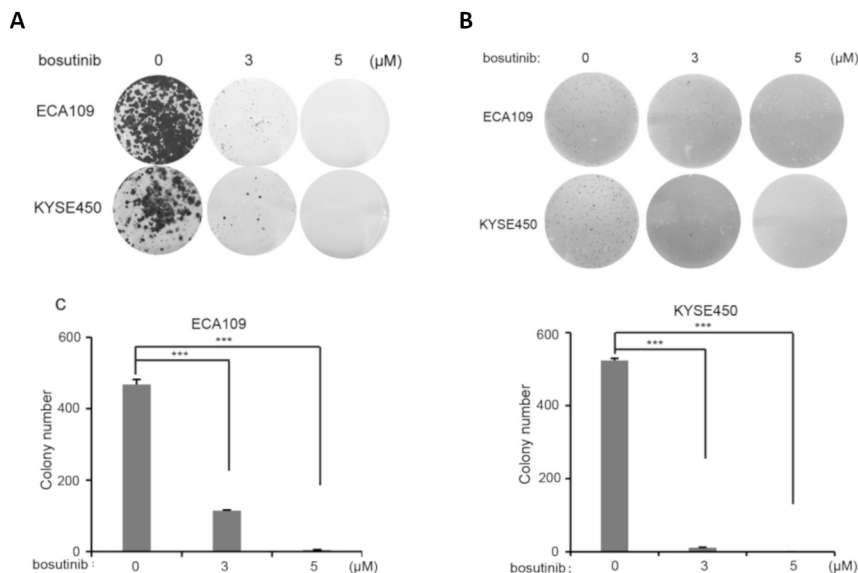 A
bosutinib 0 3 5 (μM)
ECA109
KYSE450
B
bosutinib: 0 3 5 (μM)
ECA109
KYSE450
C
ECA109
Colony number
600
400
200
0
***
***
bosutinib : 0 3 5 (μM)
KYSE450
Colony number
600
400
200
0
***
***
bosutinib : 0 3 5 (μM)